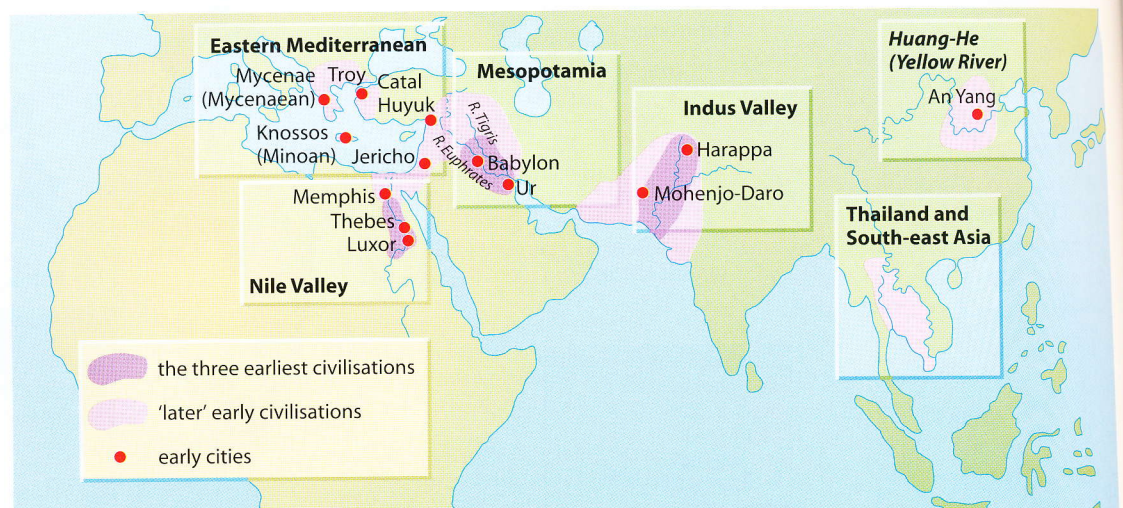 Eastern Mediterranean
Mycenae
(Mycenaean)
Troy
Catal
Huyuk
Knossos
(Minoan)
Jericho
Mesopotamia
R.Tigris
R.Euphrates
Babylon
Ur
Indus Valley
Harappa
Mohenjo-Daro
Huang-He
(Yellow River)
An Yang
Memphis
Thebes
Luxor
Nile Valley
Thailand and
South-east Asia
the three earliest civilisations
'later' early civilisations
early cities